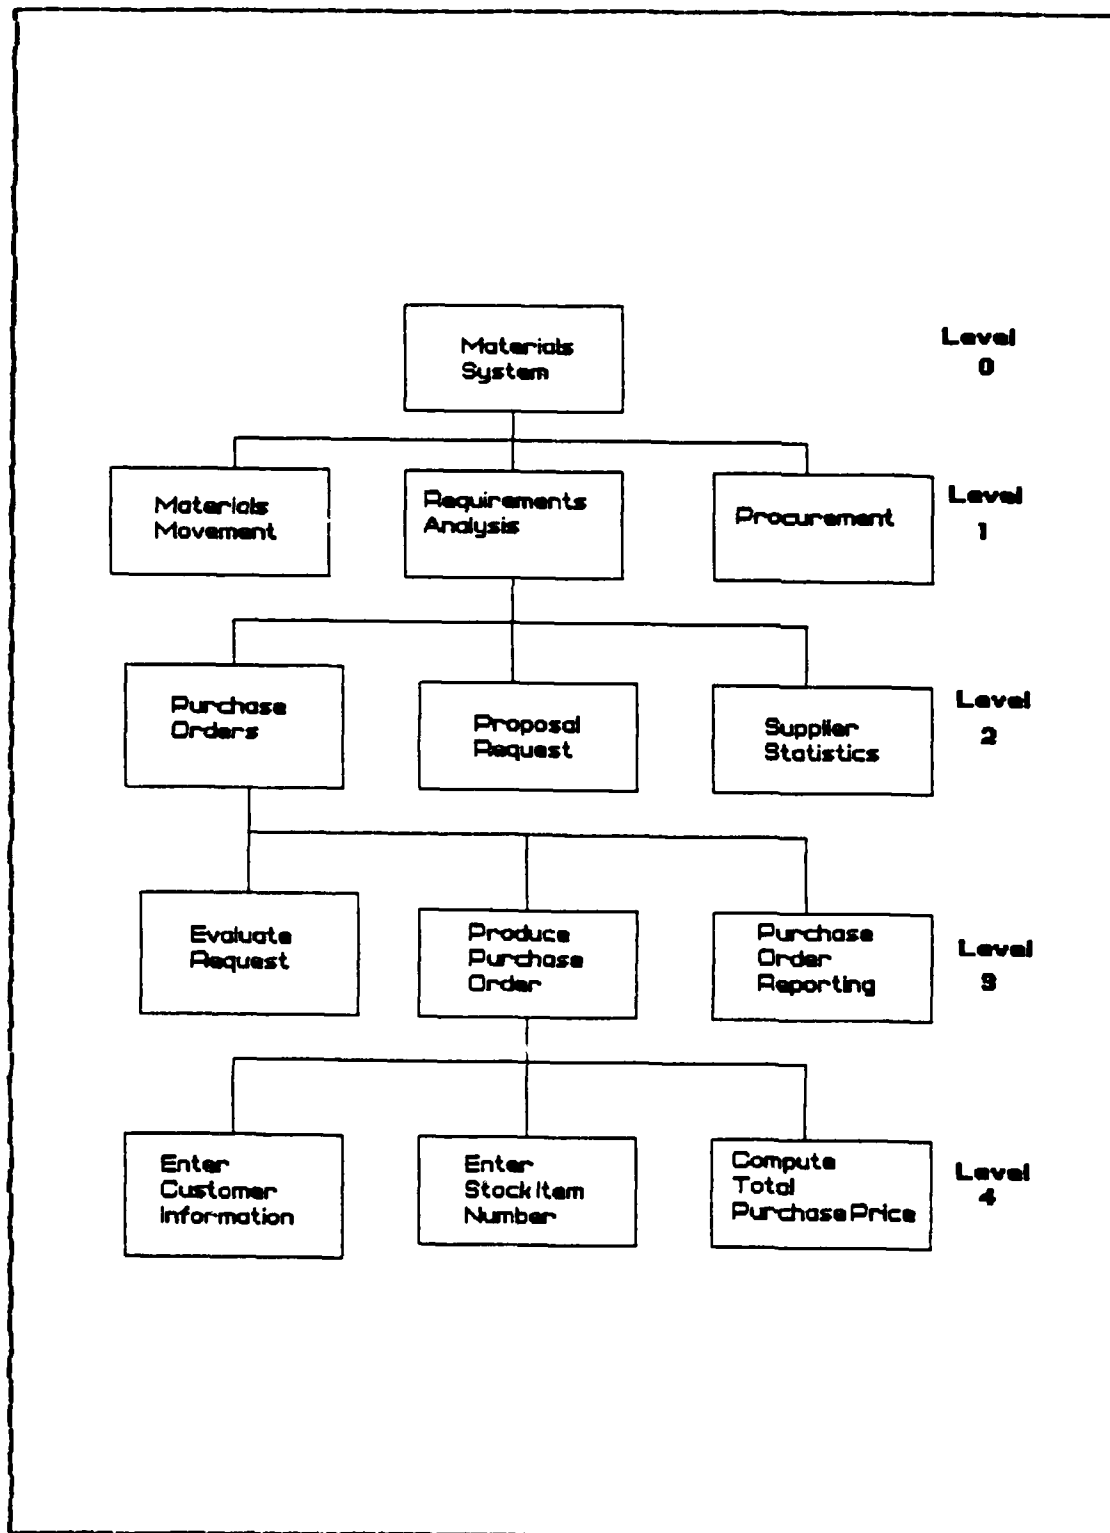 Materials
System
Level
0
Materials
Movement
Requirements
Analysis
Procurement
Level
1
Purchase
Orders
Proposal
Request
Supplier
Statistics
Level
2
Evaluate
Request
Produce
Purchase
Order
Purchase
Order
Reporting
Level
3
Enter
Customer
Information
Enter
Stock Item
Number
Compute
Total
Purchase Price
Level
4